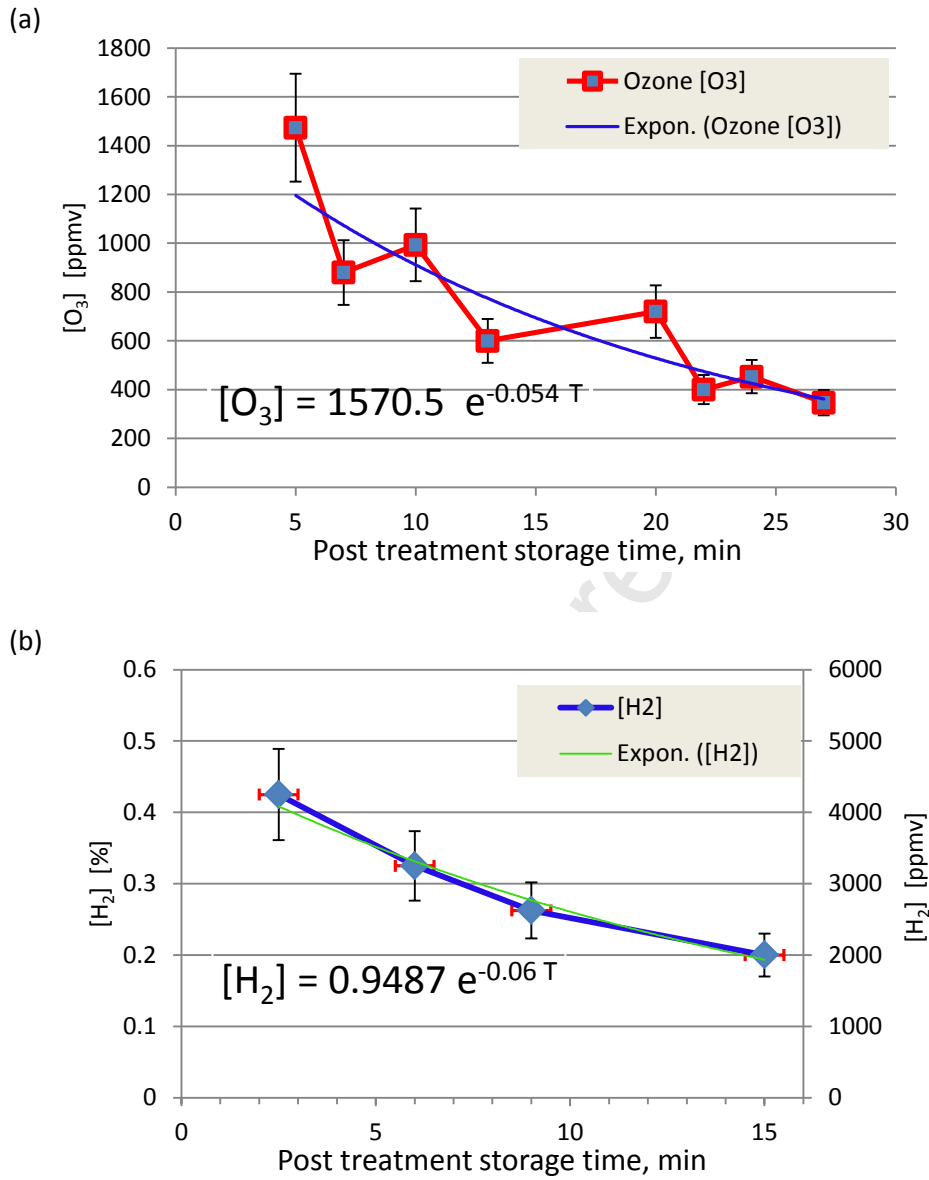 (a)
1800
1600
1400
1200
1000
800
600
400
200
0
[O₃] [ppmv]
Ozone [O3]
Expon. (Ozone [O3])
[O₃] = 1570.5 e^-0.054 T
0 5 10 15 20 25 30
Post treatment storage time, min
re
(b)
0.6
0.5
0.4
0.3
0.2
0.1
0
[H₂] [%]
[H2]
Expon. ([H2])
[H₂] = 0.9487 e^-0.06 T
6000
5000
4000
3000
2000
1000
0
[H₂] [ppmv]
0 5 10 15
Post treatment storage time, min